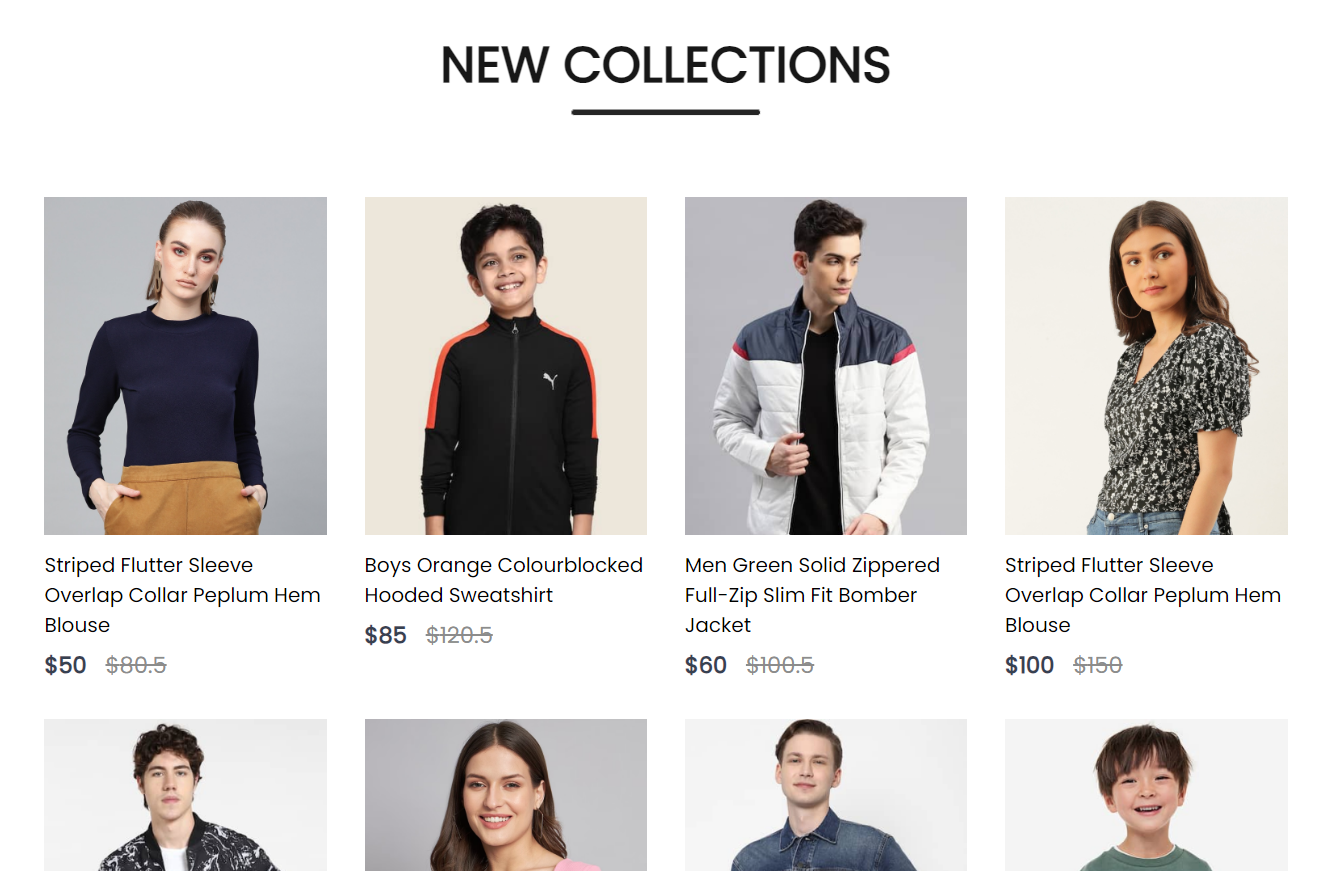 NEW COLLECTIONS
Striped Flutter Sleeve
Overlap Collar Peplum Hem
Blouse
$50 $80.5
Boys Orange Colourblocked
Hooded Sweatshirt
$85 $120.5
Men Green Solid Zippered
Full-Zip Slim Fit Bomber
Jacket
$60 $100.5
Striped Flutter Sleeve
Overlap Collar Peplum Hem
Blouse
$100 $150